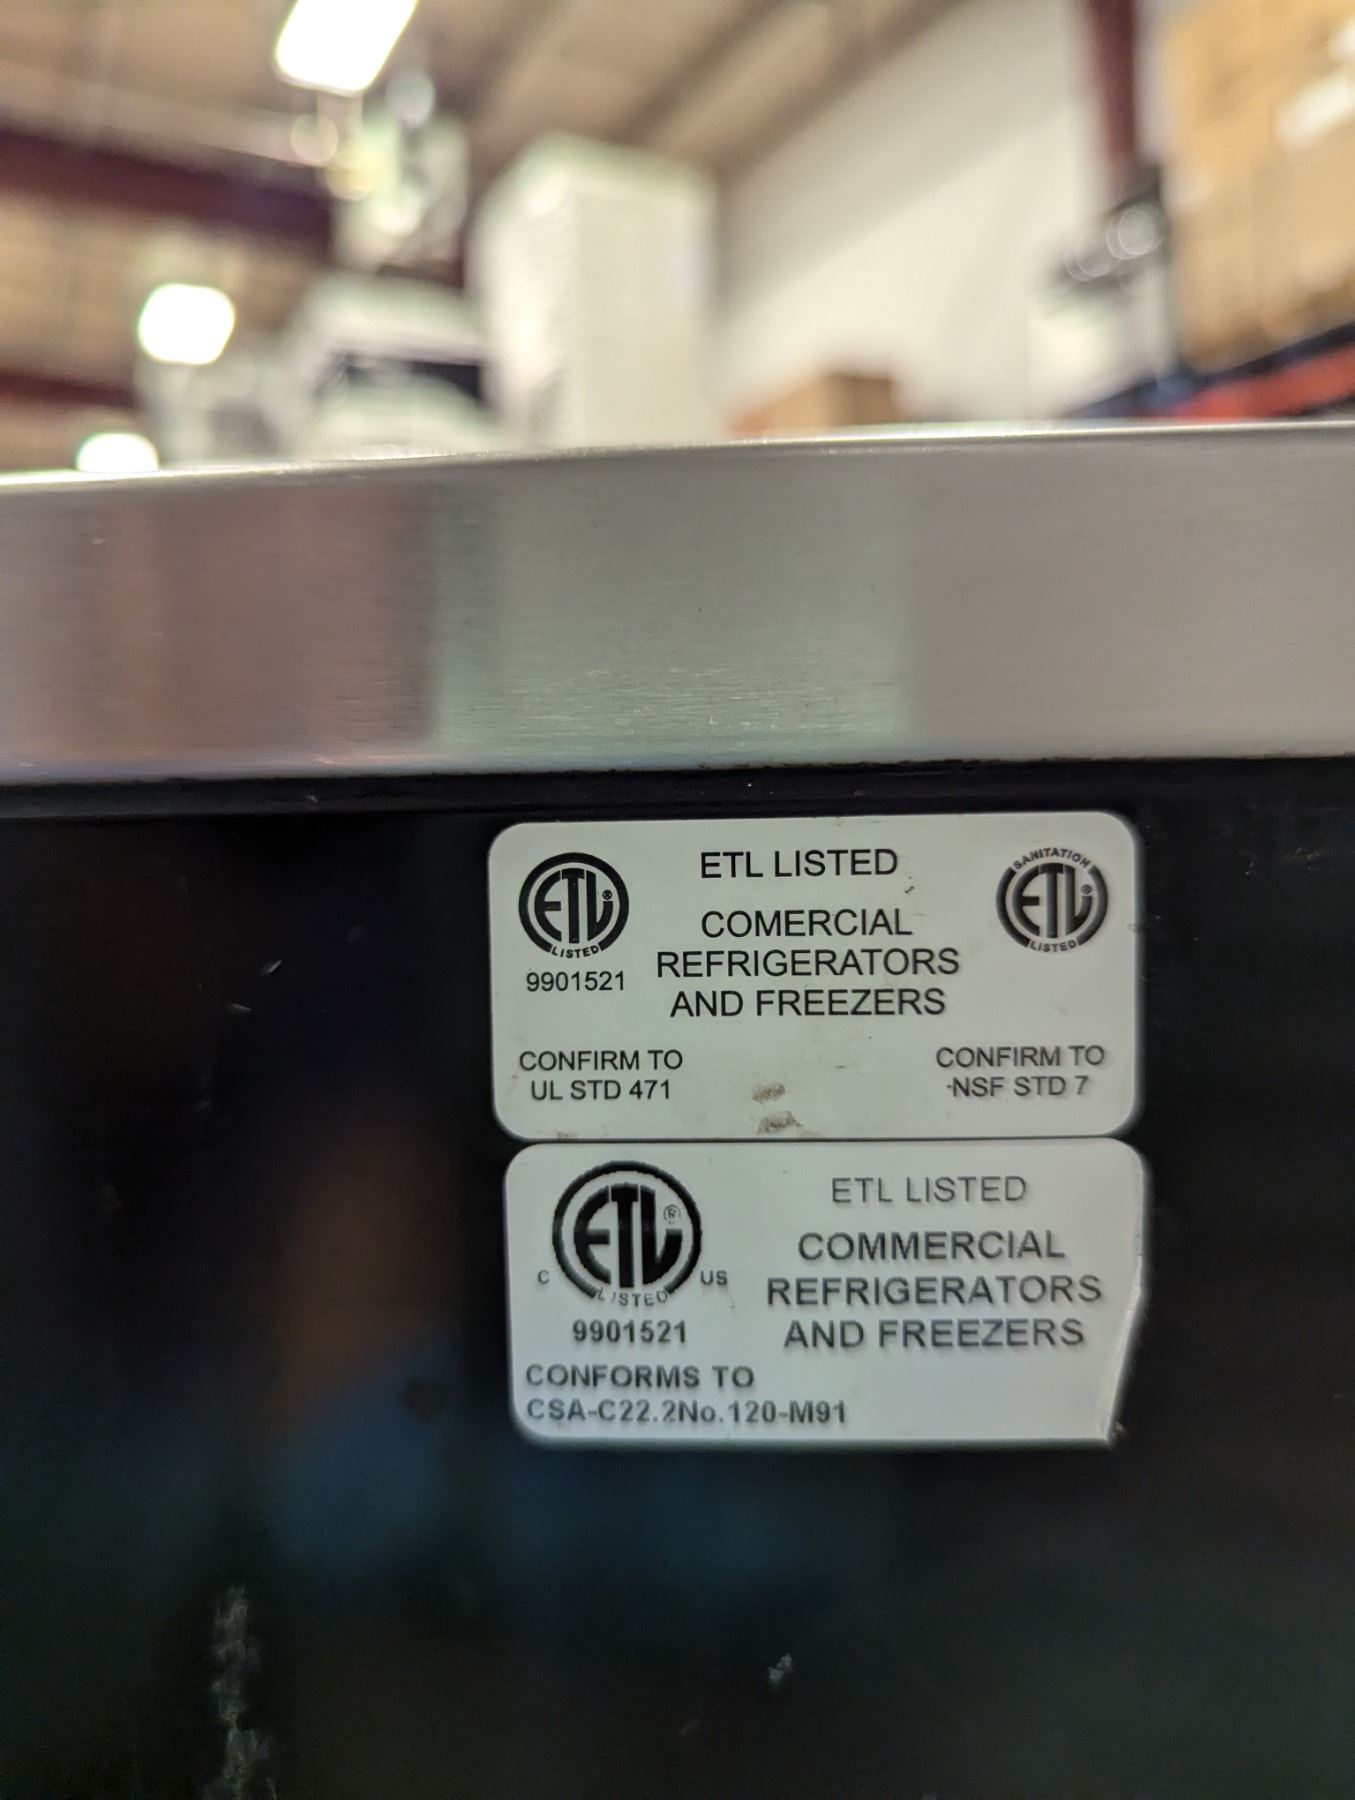 ETL LISTED
ETL®
LISTED
9901521
COMERCIAL
REFRIGERATORS
AND FREEZERS
SANITATION
ETL®
LISTED
CONFIRM TO
UL STD 471
CONFIRM TO
NSF STD 7
ETL®
LISTED
C US
9901521
ETL LISTED
COMMERCIAL
REFRIGERATORS
AND FREEZERS
CONFORMS TO
CSA-C22.2No.120-M91